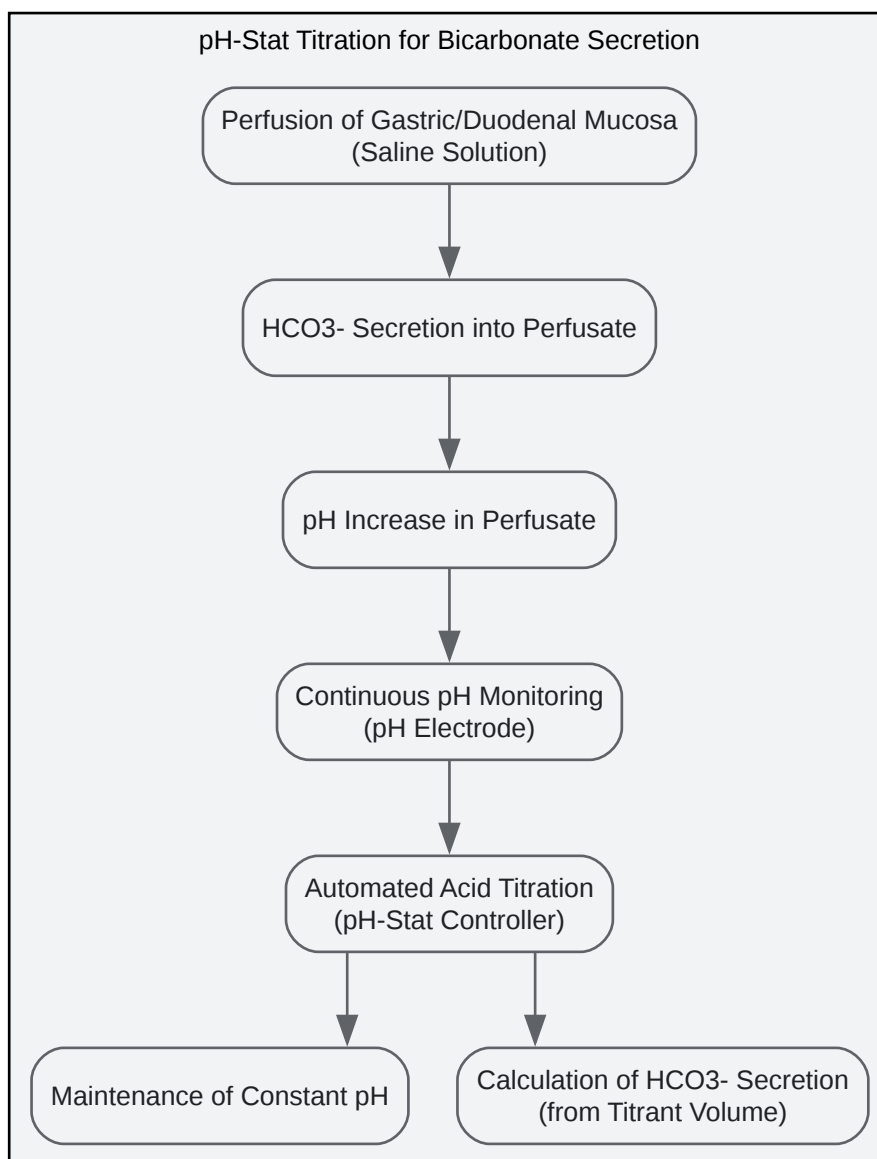 pH-Stat Titration for Bicarbonate Secretion
Perfusion of Gastric/Duodenal Mucosa
(Saline Solution)
HCO3- Secretion into Perfusate
pH Increase in Perfusate
Continuous pH Monitoring
(pH Electrode)
Automated Acid Titration
(pH-Stat Controller)
Maintenance of Constant pH
Calculation of HCO3- Secretion
(from Titrant Volume)